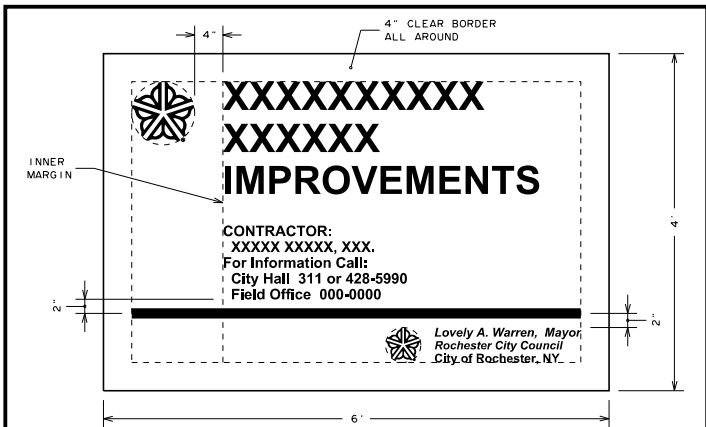 4" CLEAR BORDER
ALL AROUND
4"
XXXXXXXXXX
XXXXXX
IMPROVEMENTS
INNER
MARGIN
CONTRACTOR:
XXXXX XXXXX, XXX.
For Information Call:
City Hall 311 or 428-5990
Field Office 000-0000
4'
2"
2"
Lovely A. Warren, Mayor
Rochester City Council
City of Rochester, NY
6'